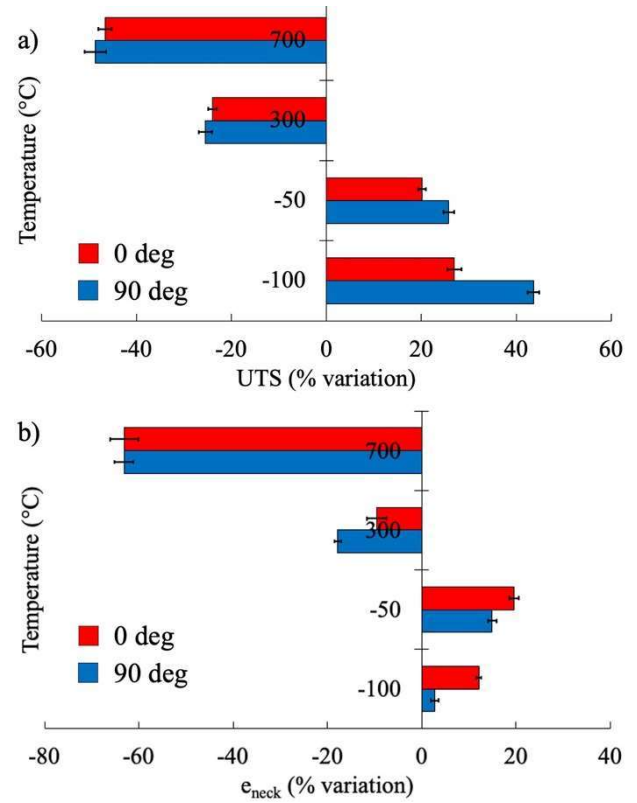 a)
Temperature (°C)
700
300
-50
-100
0 deg
90 deg
-60 -40 -20 0 20 40 60
UTS (% variation)
b)
Temperature (°C)
700
300
-50
-100
0 deg
90 deg
-80 -60 -40 -20 0 20 40
eneck (% variation)